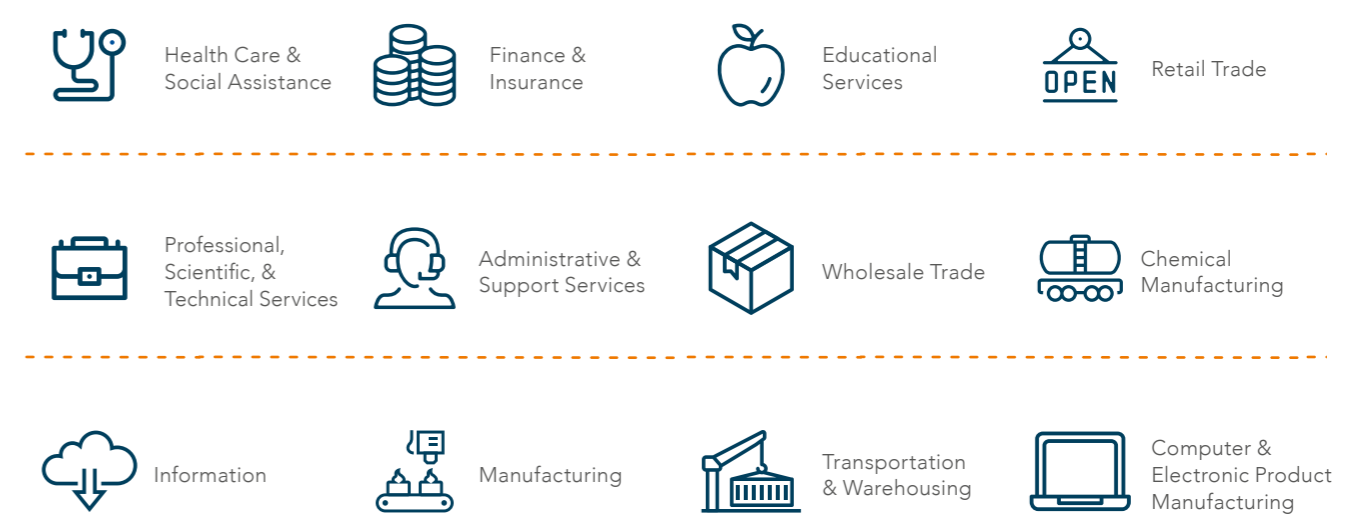 Health Care &
Social Assistance
Finance &
Insurance
Educational
Services
OPEN
Retail Trade
Professional,
Scientific, &
Technical Services
Administrative &
Support Services
Wholesale Trade
Chemical
Manufacturing
Information
Manufacturing
Transportation
& Warehousing
Computer &
Electronic Product
Manufacturing